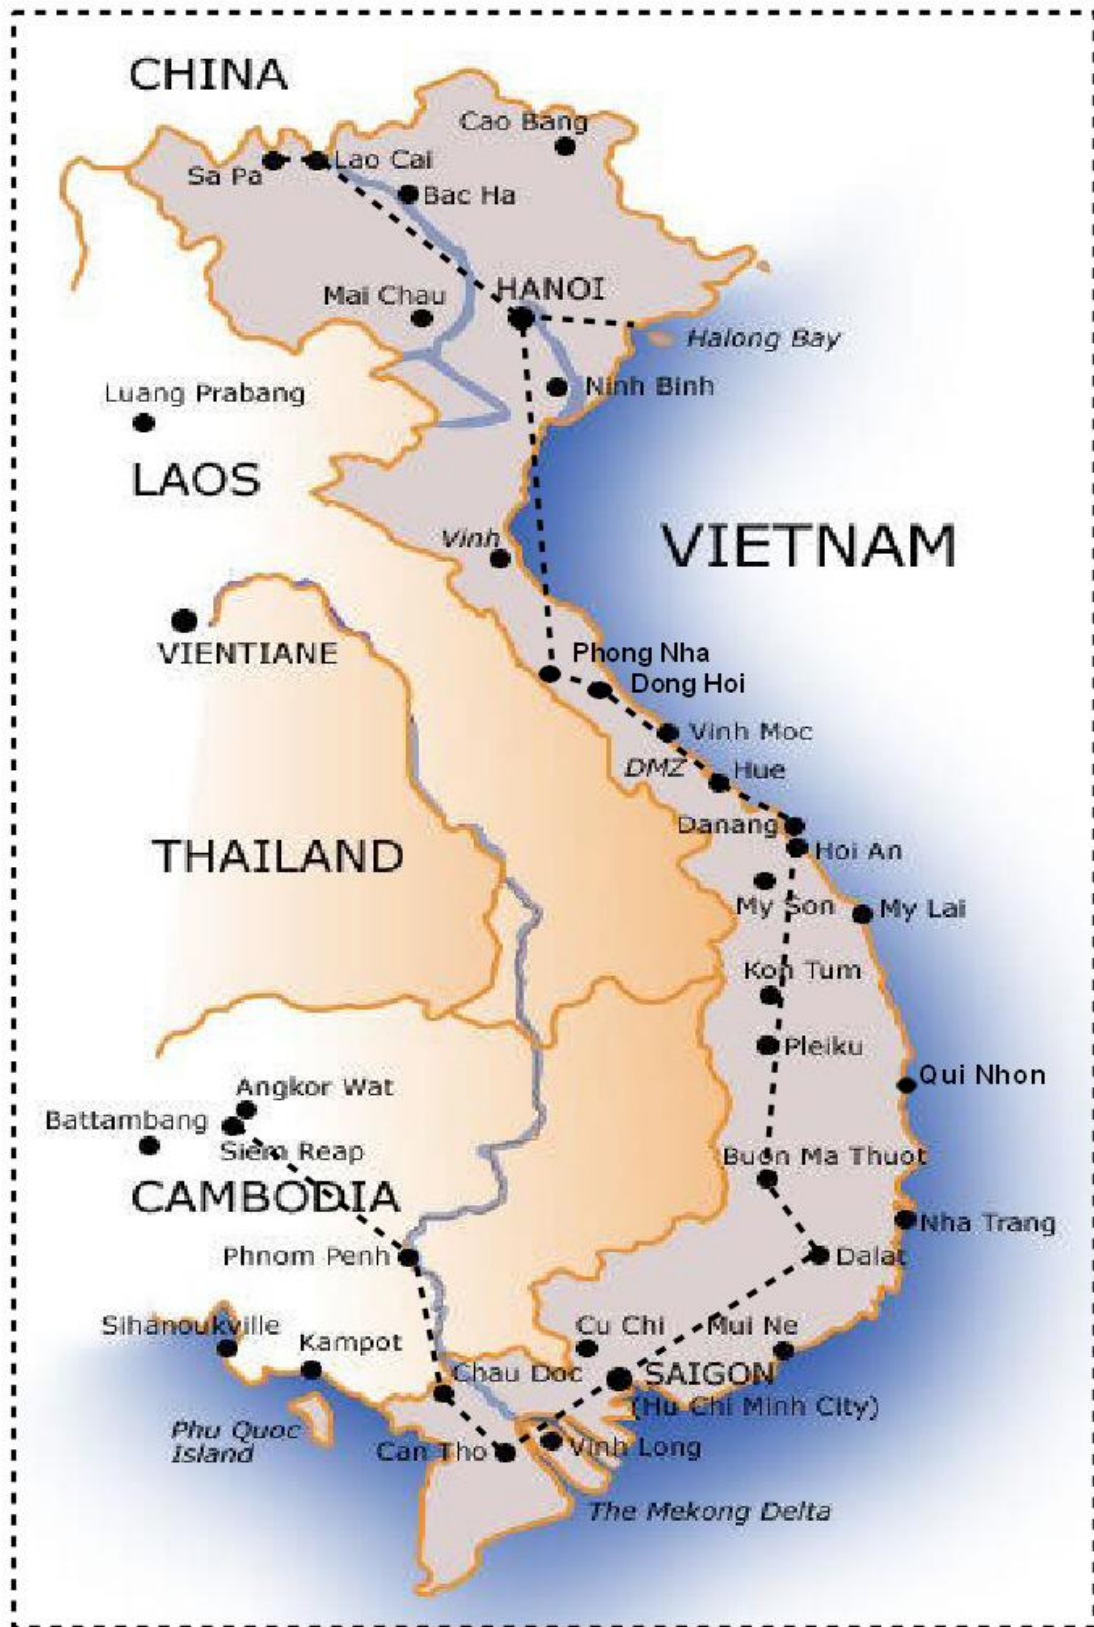 CHINA
Cao Bang
Sa Pa
Lao Cai
Bac Ha
HANOI
Mai Chau
Halong Bay
Ninh Binh
Luang Prabang
LAOS
VIETNAM
Vinh
VIENTIANE
Phong Nha
Dong Hoi
Vinh Moc
DMZ
Hue
Danang
THAILAND
Hoi An
My Son
My Lai
Kon Tum
Pleiku
Qui Nhon
Angkor Wat
Battambang
Siem Reap
Buon Ma Thuot
CAMBODIA
Nha Trang
Phnom Penh
Dalat
Sihanoukville
Kampot
Cu Chi
Mui Ne
Chau Doc
SAIGON
(Hu Chi Minh City)
Phu Quoc
Island
Can Tho
Vinh Long
The Mekong Delta